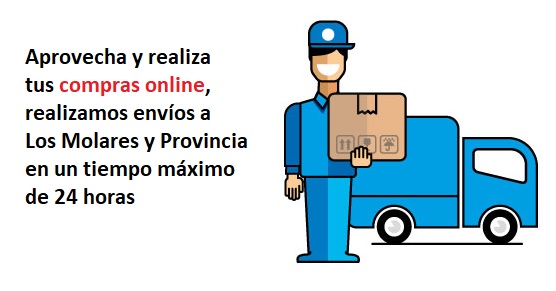 Aprovecha y realiza
tus compras online,
realizamos envíos a
Los Molares y Provincia
en un tiempo máximo
de 24 horas